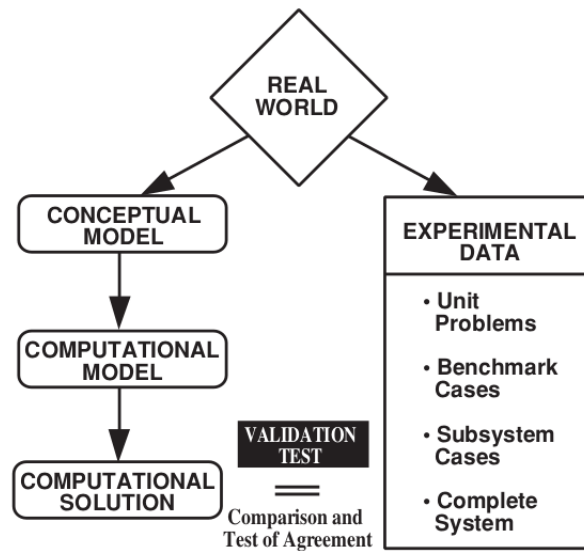 REAL
WORLD
CONCEPTUAL
MODEL
COMPUTATIONAL
MODEL
COMPUTATIONAL
SOLUTION
VALIDATION
TEST
Comparison and
Test of Agreement
EXPERIMENTAL
DATA
• Unit
Problems
• Benchmark
Cases
• Subsystem
Cases
• Complete
System